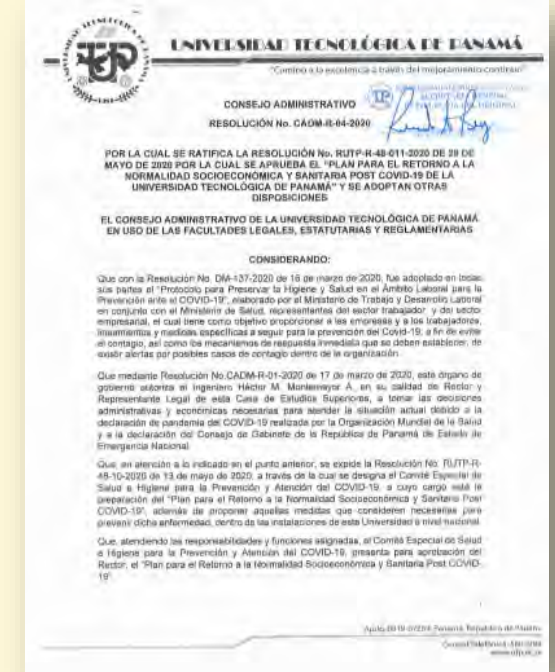 UNIVERSIDAD TECNOLÓGICA DE PANAMÁ
"Camino a la excelencia a través del mejoramiento continuo"
UNIVERSIDAD TECNOLÓGICA DE PANAMÁ
UTP
CONSEJO ADMINISTRATIVO
RESOLUCIÓN No. CADM-R-04-2020
POR LA CUAL SE RATIFICA LA RESOLUCIÓN No. RUTP-R-48-011-2020 DE 29 DE
MAYO DE 2020 POR LA CUAL SE APRUEBA EL "PLAN PARA EL RETORNO A LA
NORMALIDAD SOCIOECONÓMICA Y SANITARIA POST COVID-19 DE LA
UNIVERSIDAD TECNOLÓGICA DE PANAMÁ" Y SE ADOPTAN OTRAS
DISPOSICIONES
EL CONSEJO ADMINISTRATIVO DE LA UNIVERSIDAD TECNOLÓGICA DE PANAMÁ
EN USO DE LAS FACULTADES LEGALES, ESTATUTARIAS Y REGLAMENTARIAS
CONSIDERANDO:
Que con la Resolución No. DM-137-2020 de 16 de marzo de 2020, fue adoptado en todas
sus partes el "Protocolo para Preservar la Higiene y Salud en el Ámbito Laboral para la
Prevención ante el COVID-19", elaborado por el Ministerio de Trabajo y Desarrollo Laboral
en conjunto con el Ministerio de Salud, representantes del sector trabajador y del sector
empresarial, el cual tiene como objetivo proporcionar a las empresas y a los trabajadores,
lineamientos y medidas específicas a seguir para la prevención del Covid-19, a fin de evitar
el contagio, así como los mecanismos de respuesta inmediata que se deben establecer, de
existir alertas por posibles casos de contagio dentro de la organización.
Que mediante Resolución No.CADM-R-01-2020 de 17 de marzo de 2020, este órgano de
gobierno autoriza al Ingeniero Héctor M. Montemayor Á., en su calidad de Rector y
Representante Legal de esta Casa de Estudios Superiores, a tomar las decisiones
administrativas y económicas necesarias para atender la situación actual debido a la
declaración de pandemia del COVID-19 realizada por la Organización Mundial de la Salud
y a la declaración del Consejo de Gabinete de la República de Panamá de Estado de
Emergencia Nacional.
Que, en atención a lo indicado en el punto anterior, se expide la Resolución No. RUTP-R-
48-10-2020 de 13 de mayo de 2020, a través de la cual se designa el Comité Especial de
Salud e Higiene para la Prevención y Atención del COVID-19, a cuyo cargo está la
preparación del "Plan para el Retorno a la Normalidad Socioeconómica y Sanitaria Post
COVID-19", además de proponer aquellas medidas que consideren necesarias para
prevenir dicha enfermedad, dentro de las instalaciones de esta Universidad a nivel nacional.
Que, atendiendo las responsabilidades y funciones asignadas, el Comité Especial de Salud
e Higiene para la Prevención y Atención del COVID-19, presenta para aprobación del
Rector, el "Plan para el Retorno a la Normalidad Socioeconómica y Sanitaria Post COVID-
19".